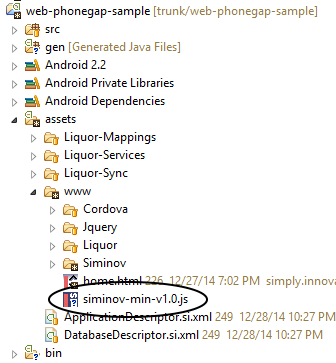 web-phonegap-sample [trunk/web-phonegap-sample]
src
gen [Generated Java Files]
Android 2.2
Android Private Libraries
Android Dependencies
assets
Liquor-Mappings
Liquor-Services
Liquor-Sync
www
Cordova
Jquery
Liquor
Siminov
home.html 226 12/27/14 7:02 PM simply.innova
siminov-min-v1.0.js
ApplicationDescriptor.si.xml 249 12/28/14 10:27
DatabaseDescriptor.si.xml 249 12/28/14 10:27 PM
bin